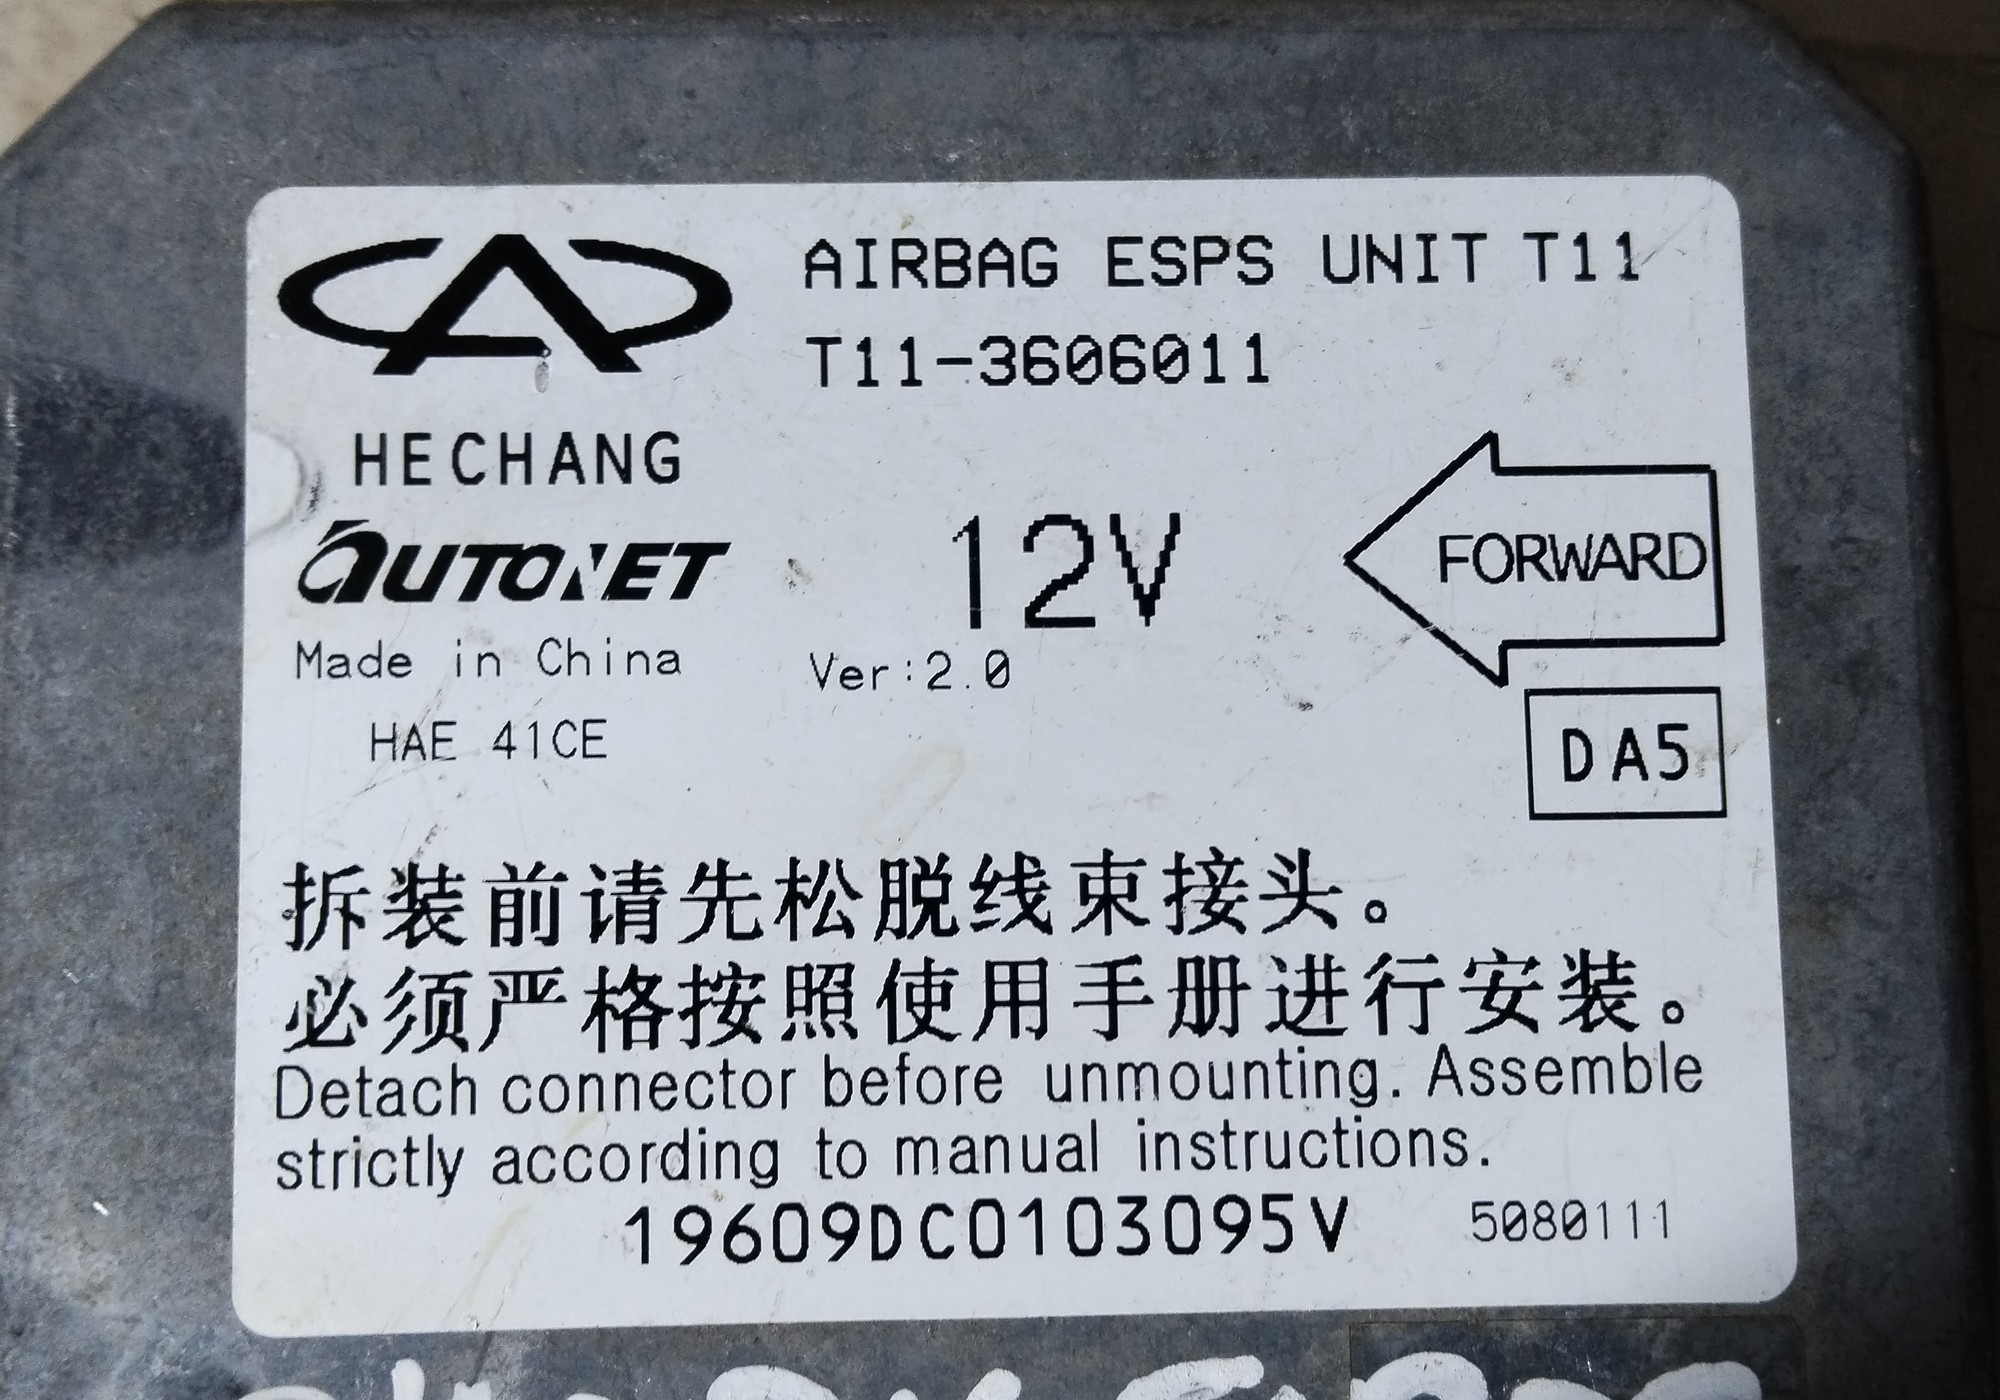 AIRBAG ESPS UNIT T11
T11-3606011
HECHANG
AUTONET
12V
FORWARD
Made in China
Ver:2.0
HAE 41CE
DA5
拆装前请先松脱线束接头。
必须严格按照使用手册进行安装。
Detach connector before unmounting. Assemble
strictly according to manual instructions.
19609DC0103095V
5080111